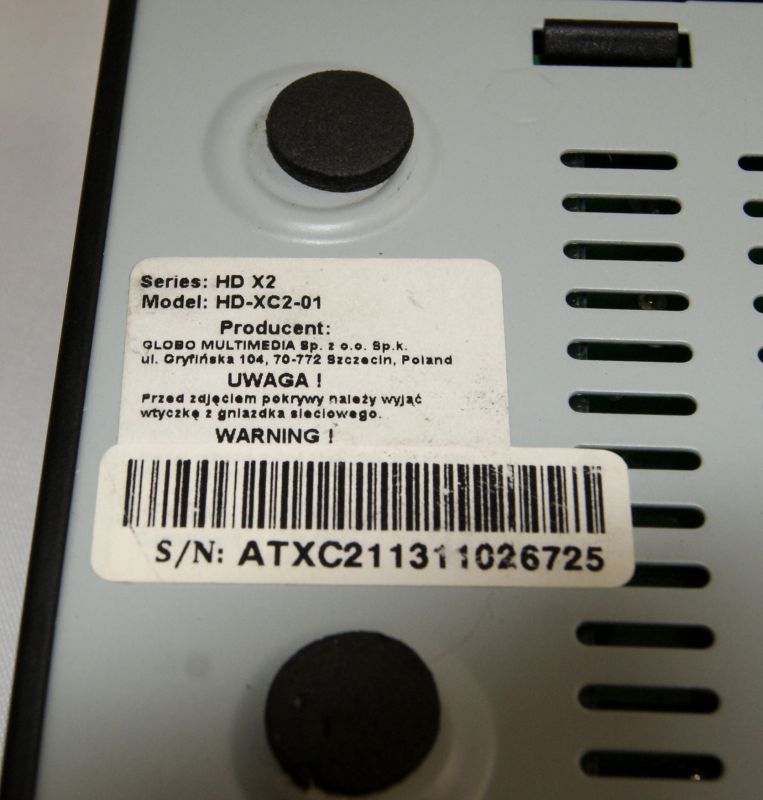 Series: HD X2
Model: HD-XC2-01
Producent:
GLOBO MULTIMEDIA Sp. z o.o. Sp.k.
ul. Gryfińska 104, 70-772 Szczecin, Poland
UWAGA !
Przed zdjęciem pokrywy należy wyjąć
wtyczkę z gniazdka sieciowego.
WARNING !
S/N: ATXC211311026725